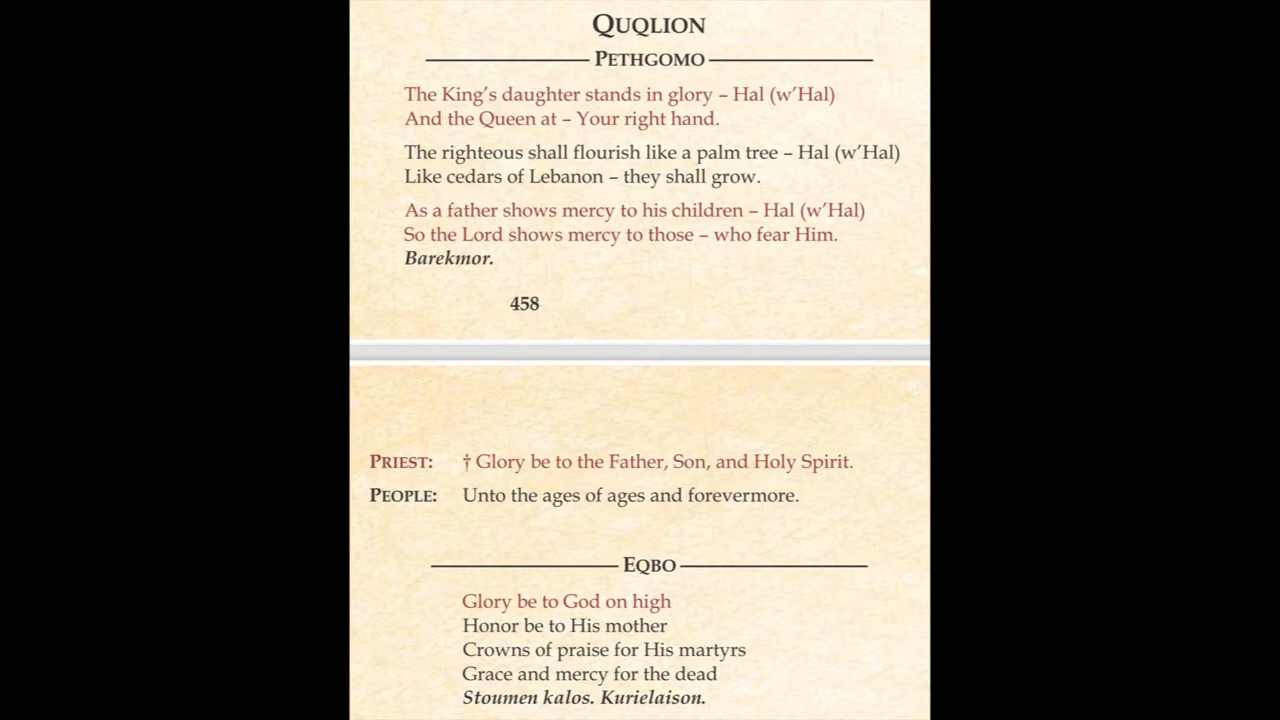 QUQLION
PETHGOMO
The King's daughter stands in glory – Hal (w'Hal)
And the Queen at – Your right hand.
The righteous shall flourish like a palm tree – Hal (w'Hal)
Like cedars of Lebanon – they shall grow.
As a father shows mercy to his children – Hal (w'Hal)
So the Lord shows mercy to those – who fear Him.
Barekmor.
458
PRIEST: † Glory be to the Father, Son, and Holy Spirit.
PEOPLE: Unto the ages of ages and forevermore.
EQBO
Glory be to God on high
Honor be to His mother
Crowns of praise for His martyrs
Grace and mercy for the dead
Stoumen kalos. Kurielaison.